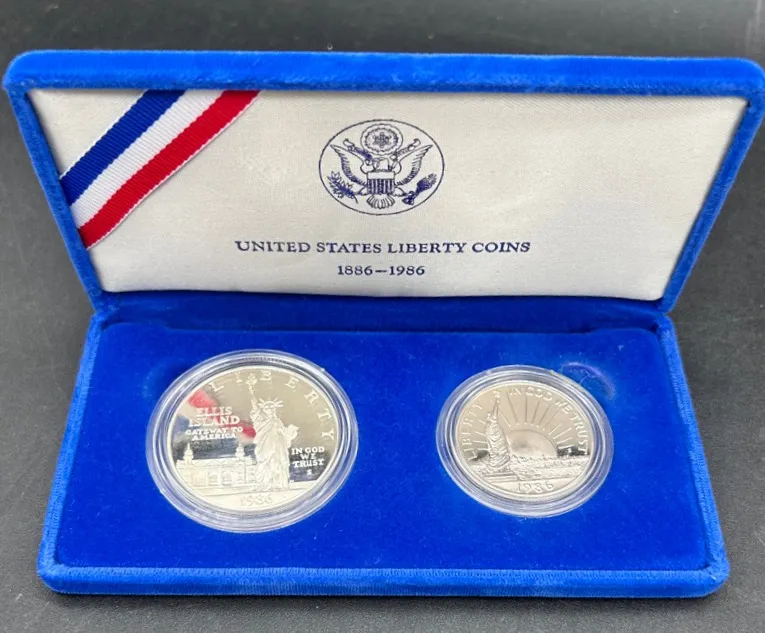 UNITED STATES LIBERTY COINS
1886–1986
LIBERTY
ELLIS
ISLAND
GATEWAY TO
AMERICA
IN GOD
WE
TRUST
S
1986
LIBERTY
IN GOD WE TRUST
S
1986